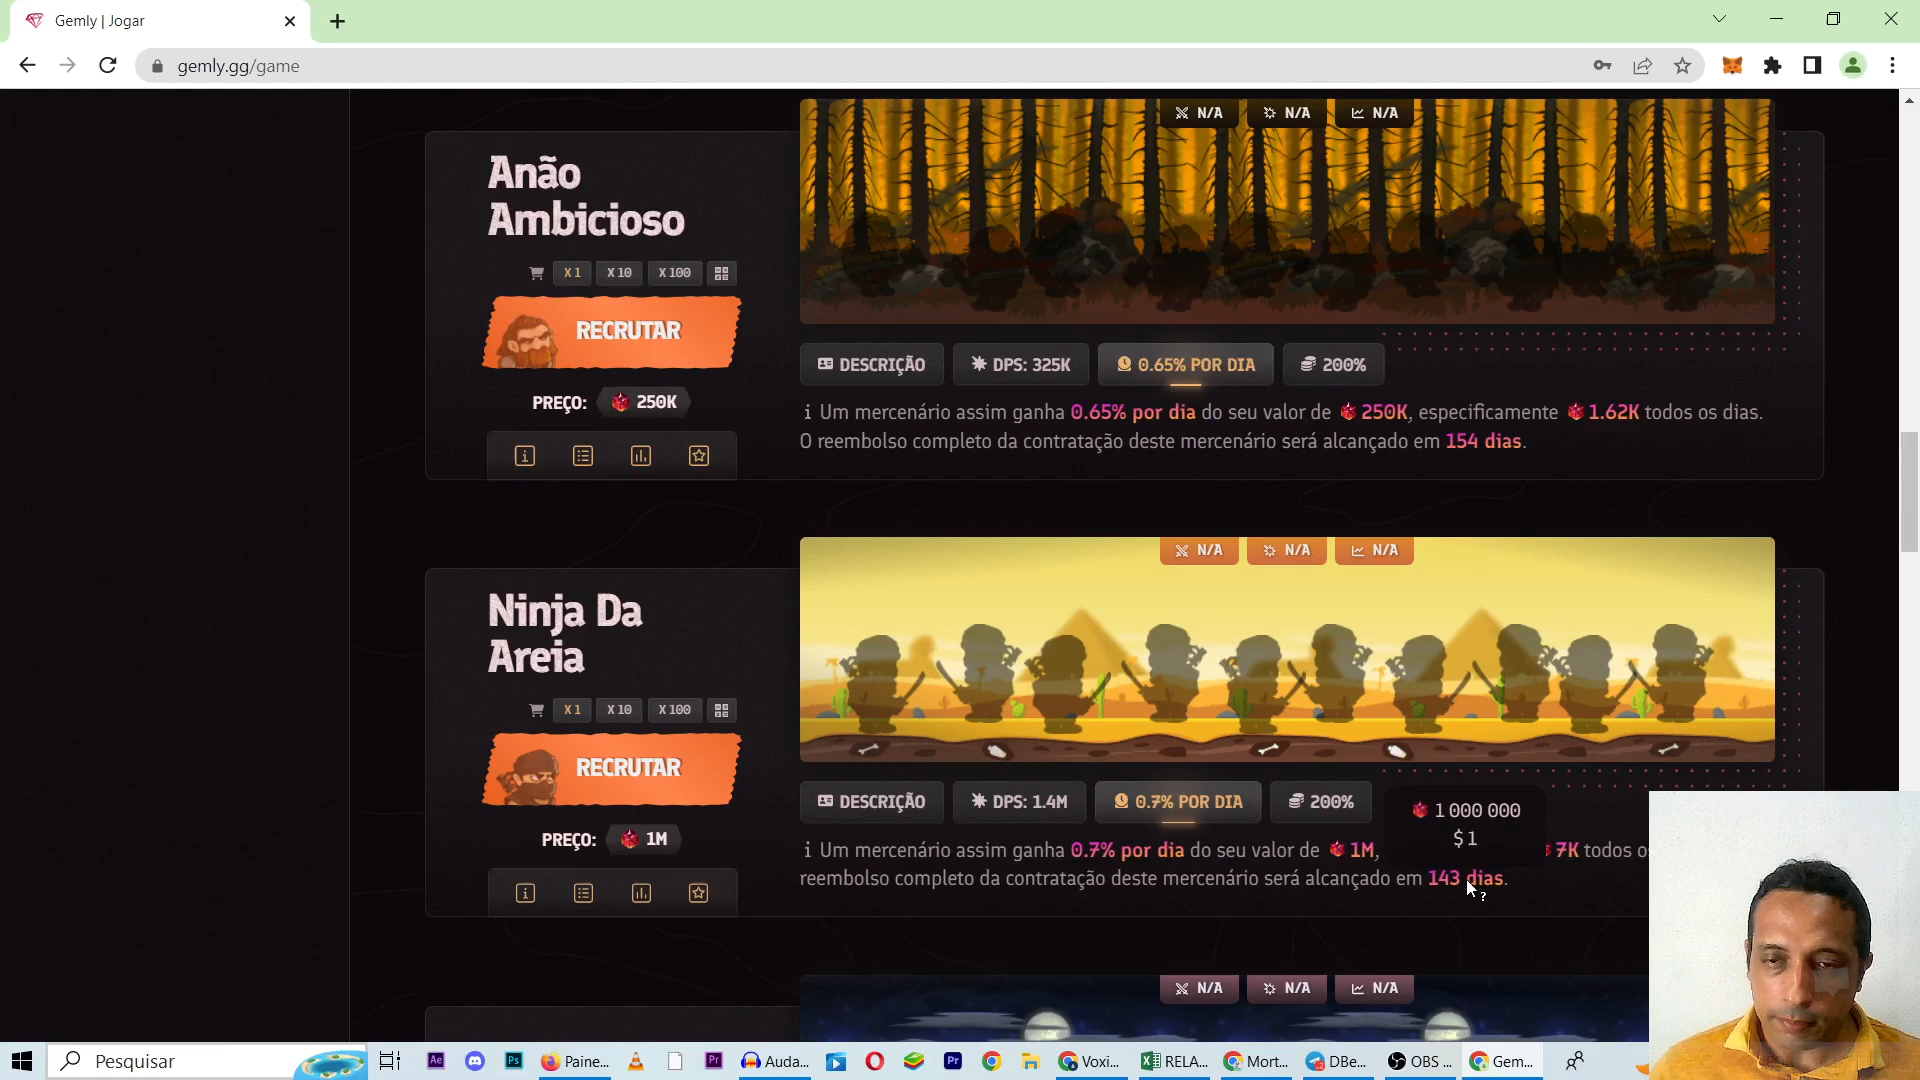 Gemly | Jogar
gemly.gg/game
N/A N/A N/A
Anão
Ambicioso
X 1 X 10 X 100
RECRUTAR
PREÇO: 250K
DESCRIÇÃO DPS: 325K 0.65% POR DIA 200%
Um mercenário assim ganha 0.65% por dia do seu valor de 250K, especificamente 1.62K todos os dias.
O reembolso completo da contratação deste mercenário será alcançado em 154 dias.
N/A N/A N/A
Ninja Da
Areia
X 1 X 10 X 100
RECRUTAR
PREÇO: 1M
DESCRIÇÃO DPS: 1.4M 0.7% POR DIA 200%
1 000 000
$ 1
Um mercenário assim ganha 0.7% por dia do seu valor de 1M, 7K todos o
reembolso completo da contratação deste mercenário será alcançado em 143 dias.
N/A N/A N/A
Pesquisar
Ae Ps Paine... Pr Auda... Pr Voxi... RELA... Mort... DBe... OBS ... Gem...